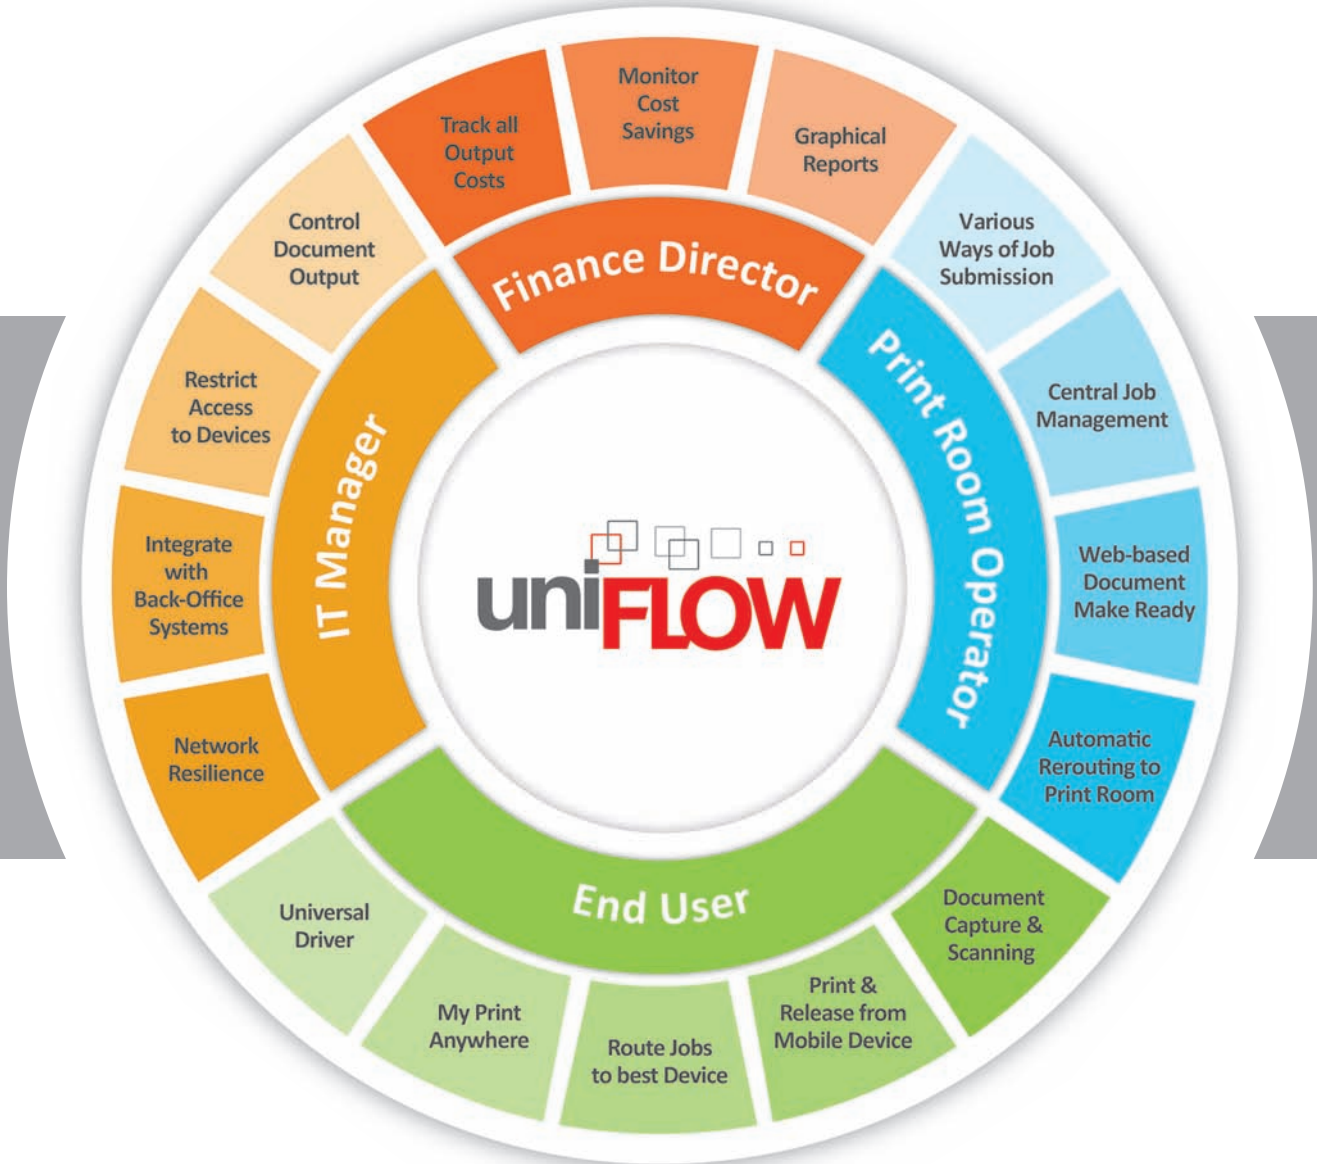 Finance Director
Track all
Output
Costs
Monitor
Cost
Savings
Graphical
Reports
Print Room Operator
Various
Ways of Job
Submission
Central Job
Management
Web-based
Document
Make Ready
Automatic
Rerouting to
Print Room
End User
Document
Capture &
Scanning
Print &
Release from
Mobile Device
Route Jobs
to best Device
My Print
Anywhere
Universal
Driver
IT Manager
Network
Resilience
Integrate
with
Back-Office
Systems
Restrict
Access
to Devices
Control
Document
Output
uniFLOW